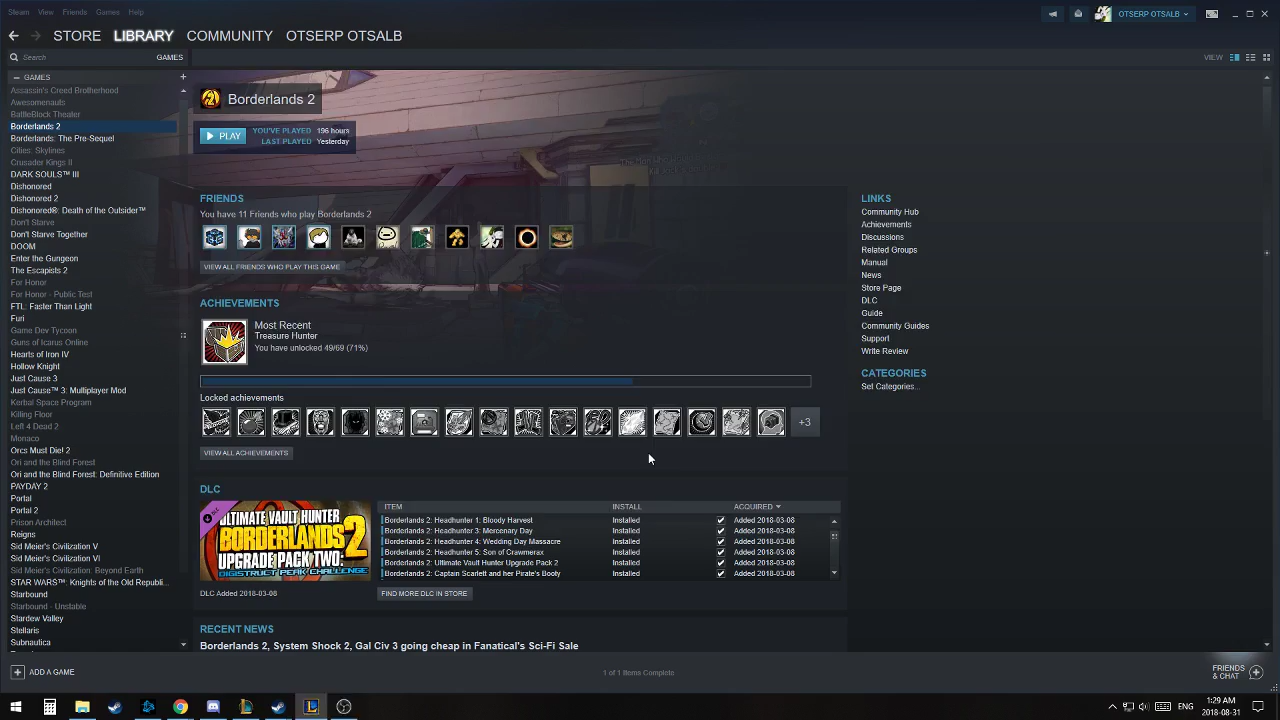 Steam View Friends Games Help
OTSERP OTSALB
STORE LIBRARY COMMUNITY OTSERP OTSALB
Search GAMES VIEW
GAMES
Assassin's Creed Brotherhood
Awesomenauts
BattleBlock Theater
Borderlands 2
Borderlands: The Pre-Sequel
Cities: Skylines
Crusader Kings II
DARK SOULS™ III
Dishonored
Dishonored 2
Dishonored®: Death of the Outsider™
Don't Starve
Don't Starve Together
DOOM
Enter the Gungeon
The Escapists 2
For Honor
For Honor - Public Test
FTL: Faster Than Light
Furi
Game Dev Tycoon
Guns of Icarus Online
Hearts of Iron IV
Hollow Knight
Just Cause 3
Just Cause™ 3: Multiplayer Mod
Kerbal Space Program
Killing Floor
Left 4 Dead 2
Monaco
Orcs Must Die! 2
Ori and the Blind Forest
Ori and the Blind Forest: Definitive Edition
PAYDAY 2
Portal
Portal 2
Prison Architect
Reigns
Sid Meier's Civilization V
Sid Meier's Civilization VI
Sid Meier's Civilization: Beyond Earth
STAR WARS™: Knights of the Old Republi...
Starbound
Starbound - Unstable
Stardew Valley
Stellaris
Subnautica
Borderlands 2
PLAY
YOU'VE PLAYED 196 hours
LAST PLAYED Yesterday
FRIENDS
You have 11 Friends who play Borderlands 2
VIEW ALL FRIENDS WHO PLAY THIS GAME
ACHIEVEMENTS
Most Recent
Treasure Hunter
You have unlocked 49/69 (71%)
Locked achievements
+3
VIEW ALL ACHIEVEMENTS
DLC
ULTIMATE VAULT HUNTER
BORDERLANDS 2
UPGRADE PACK TWO:
DIGISTRUCT PEAK CHALLENGE
DLC Added 2018-03-08
ITEM INSTALL ACQUIRED
Borderlands 2: Headhunter 1: Bloody Harvest Installed Added 2018-03-08
Borderlands 2: Headhunter 3: Mercenary Day Installed Added 2018-03-08
Borderlands 2: Headhunter 4: Wedding Day Massacre Installed Added 2018-03-08
Borderlands 2: Headhunter 5: Son of Crawmerax Installed Added 2018-03-08
Borderlands 2: Ultimate Vault Hunter Upgrade Pack 2 Installed Added 2018-03-08
Borderlands 2: Captain Scarlett and her Pirate's Booty Installed Added 2018-03-08
FIND MORE DLC IN STORE
RECENT NEWS
Borderlands 2, System Shock 2, Gal Civ 3 going cheap in Fanatical's Sci-Fi Sale
LINKS
Community Hub
Achievements
Discussions
Related Groups
Manual
News
Store Page
DLC
Guide
Community Guides
Support
Write Review
CATEGORIES
Set Categories...
ADD A GAME
1 of 1 Items Complete
FRIENDS
& CHAT
ENG
1:29 AM
2018-08-31